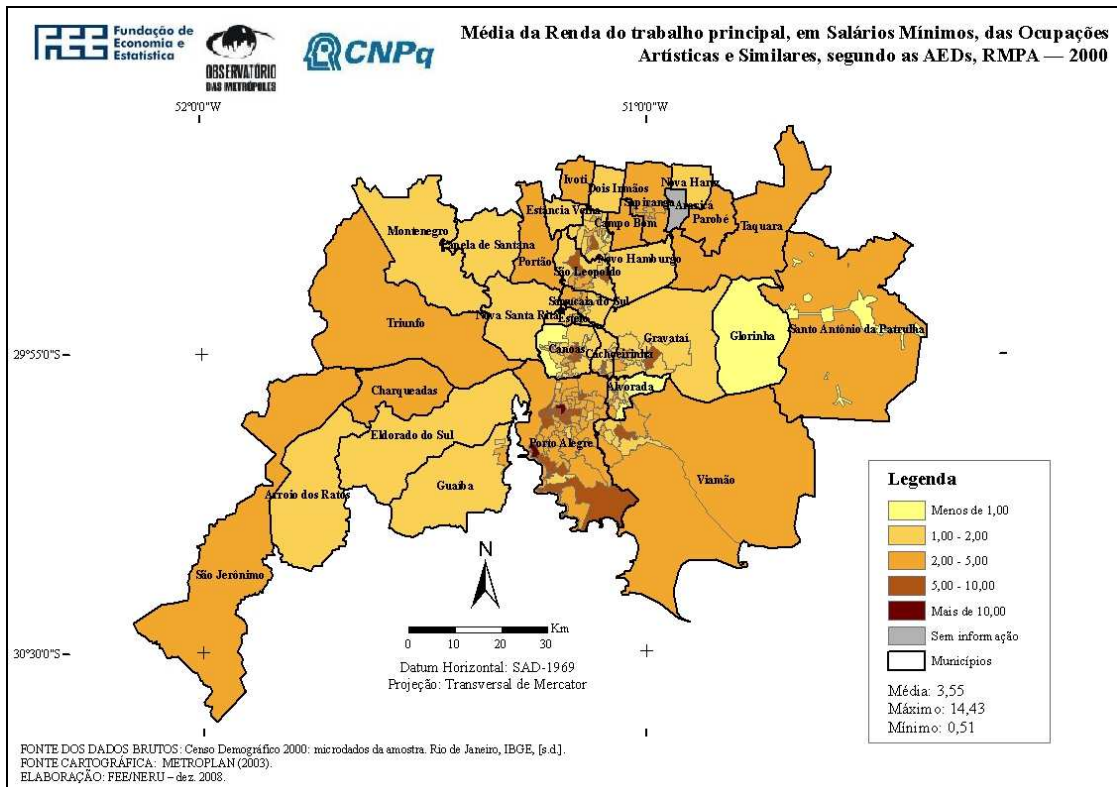 FEE Fundação de
Economia e
Estatística
OBSERVATÓRIO
DAS METRÓPOLES
CNPq
Média da Renda do trabalho principal, em Salários Mínimos, das Ocupações
Artísticas e Similares, segundo as AEDs, RMPA — 2000
52°0'0"W
51°0'0"W
Ivoti
Dois Irmãos
Nova Hartz
Sapiranga
Araricá
Estância Velha
Campo Bom
Parobé
Taquara
Montenegro
Capela de Santana
Portão
Novo Hamburgo
São Leopoldo
Sapucaia do Sul
Nova Santa Rita
Esteio
Triunfo
Gravataí
Glorinha
Santo Antônio da Patrulha
29°55'S
Canoas
Cachoeirinha
Alvorada
Charqueadas
Eldorado do Sul
Porto Alegre
Viamão
Guaíba
Arroio dos Ratos
São Jerônimo
30°30'0"S
N
Km
0 10 20 30
Datum Horizontal: SAD-1969
Projeção: Transversal de Mercator
Legenda
Menos de 1,00
1,00 - 2,00
2,00 - 5,00
5,00 - 10,00
Mais de 10,00
Sem informação
Municípios
Média: 3,55
Máximo: 14,43
Mínimo: 0,51
FONTE DOS DADOS BRUTOS: Censo Demográfico 2000: microdados da amostra. Rio de Janeiro, IBGE, [s.d.].
FONTE CARTOGRÁFICA: METROPLAN (2003).
ELABORAÇÃO: FEE/NERU – dez. 2008.